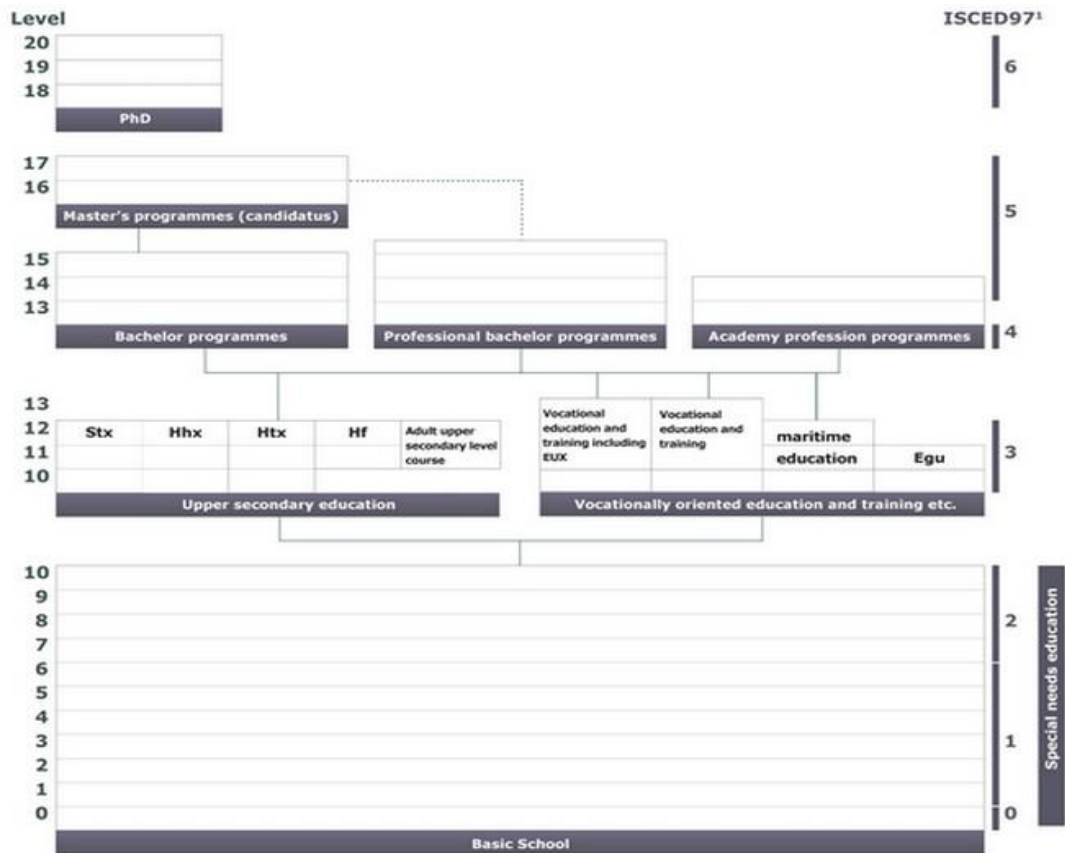 Level
ISCED97¹
20
19
18
6
PhD
17
16
5
Master's programmes (candidatus)
15
14
13
Bachelor programmes
Professional bachelor programmes
Academy profession programmes
4
13
12
11
10
Stx
Hhx
Htx
Hf
Adult upper
secondary level
course
Vocational
education and
training including
EUX
Vocational
education and
training
maritime
education
Egu
3
Upper secondary education
Vocationally oriented education and training etc.
10
9
8
7
6
5
4
3
2
1
0
2
1
0
Special needs education
Basic School